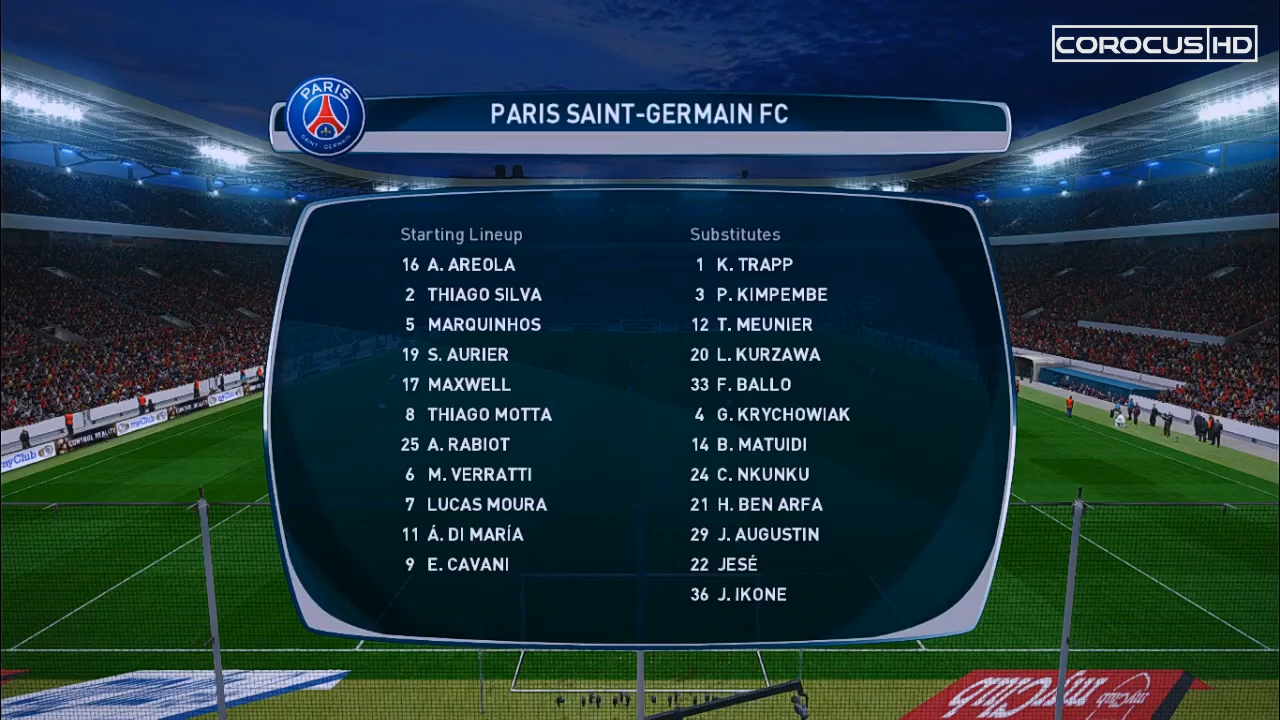 COROCUS HD
PARIS
SAINT-GERMAIN
PARIS SAINT-GERMAIN FC
Starting Lineup
16 A. AREOLA
2 THIAGO SILVA
5 MARQUINHOS
19 S. AURIER
17 MAXWELL
8 THIAGO MOTTA
25 A. RABIOT
6 M. VERRATTI
7 LUCAS MOURA
11 Á. DI MARÍA
9 E. CAVANI
Substitutes
1 K. TRAPP
3 P. KIMPEMBE
12 T. MEUNIER
20 L. KURZAWA
33 F. BALLO
4 G. KRYCHOWIAK
14 B. MATUIDI
24 C. NKUNKU
21 H. BEN ARFA
29 J. AUGUSTIN
22 JESÉ
36 J. IKONE
myClub
CONTROL REALITY
myClub
myClub
myClub